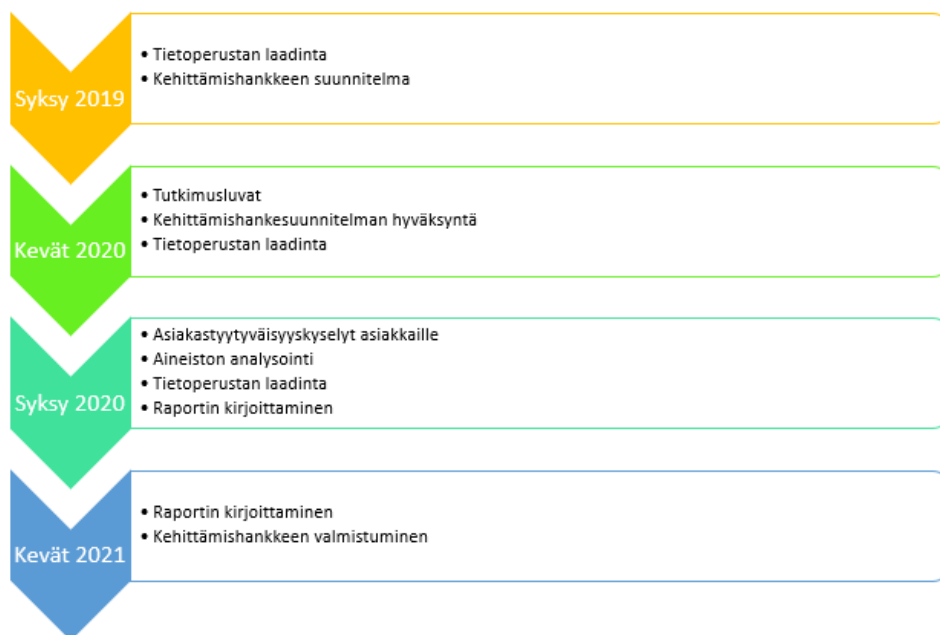 Syksy 2019
• Tietoperustan laadinta
• Kehittämishankkeen suunnitelma
Kevät 2020
• Tutkimusluvat
• Kehittämishankesuunnitelman hyväksyntä
• Tietoperustan laadinta
Syksy 2020
• Asiakastyytyväisyyskyselyt asiakkaille
• Aineiston analysointi
• Tietoperustan laadinta
• Raportin kirjoittaminen
Kevät 2021
• Raportin kirjoittaminen
• Kehittämishankkeen valmistuminen